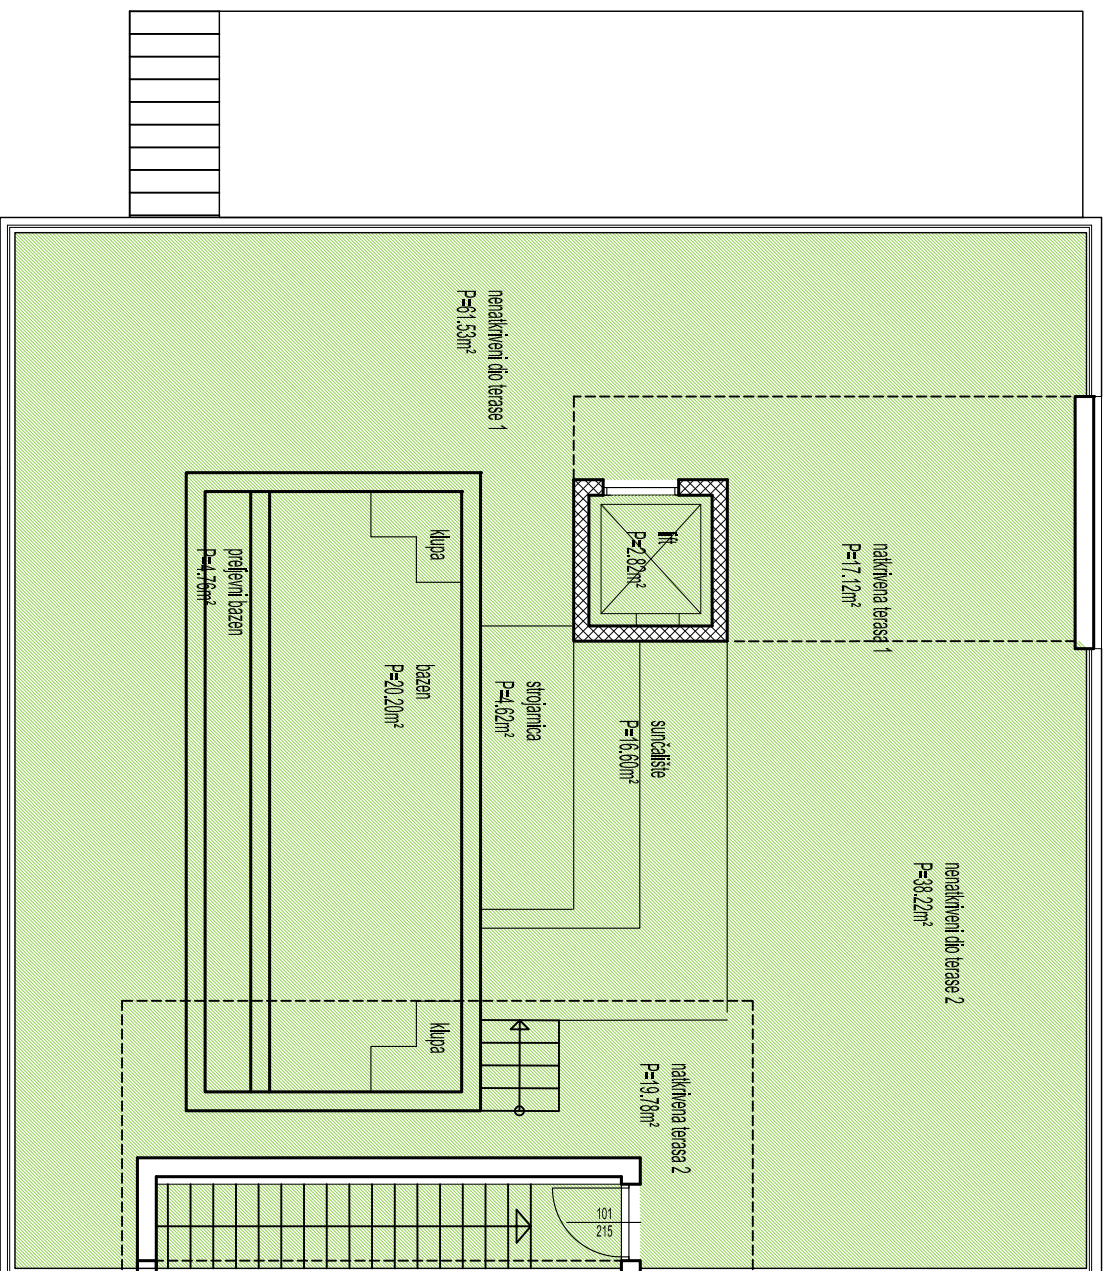 nenatkriveni dio terase 1
P=61.53m²
natkrivena terasa 1
P=17.12m²
lift
P=2.82m²
klupa
preljevni bazen
P=4.76m²
bazen
P=20.20m²
strojarnica
P=4.62m²
sunčalište
P=16.60m²
nenatkriveni dio terase 2
P=38.22m²
klupa
natkrivena terasa 2
P=19.78m²
101
215